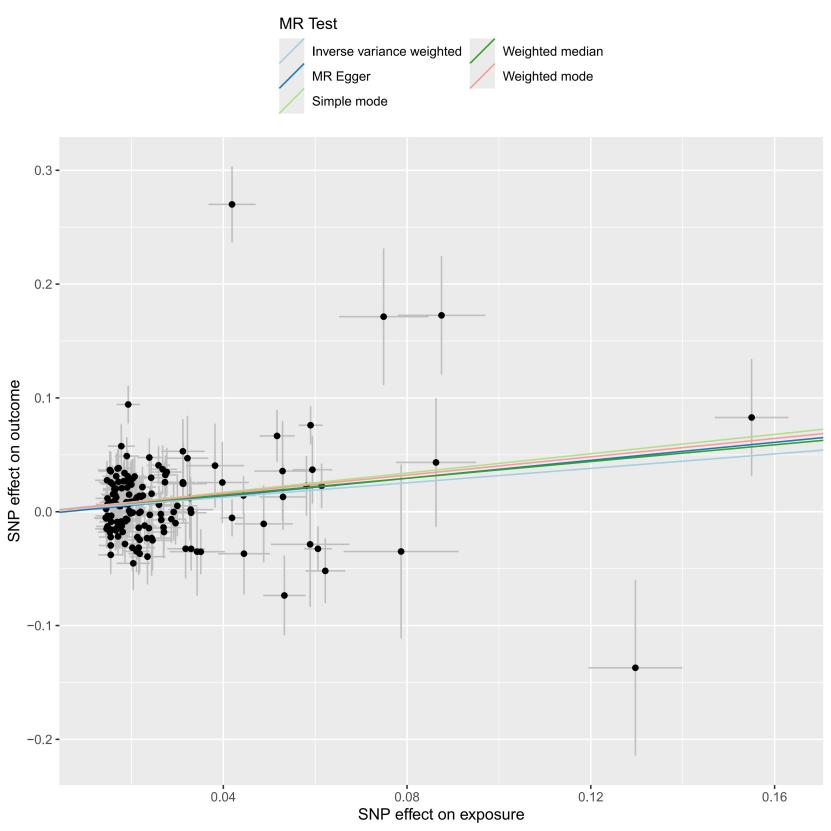 MR Test
Inverse variance weighted
Weighted median
MR Egger
Weighted mode
Simple mode
0.3
0.2
0.1
0.0
−0.1
−0.2
SNP effect on outcome
0.04
0.08
0.12
0.16
SNP effect on exposure